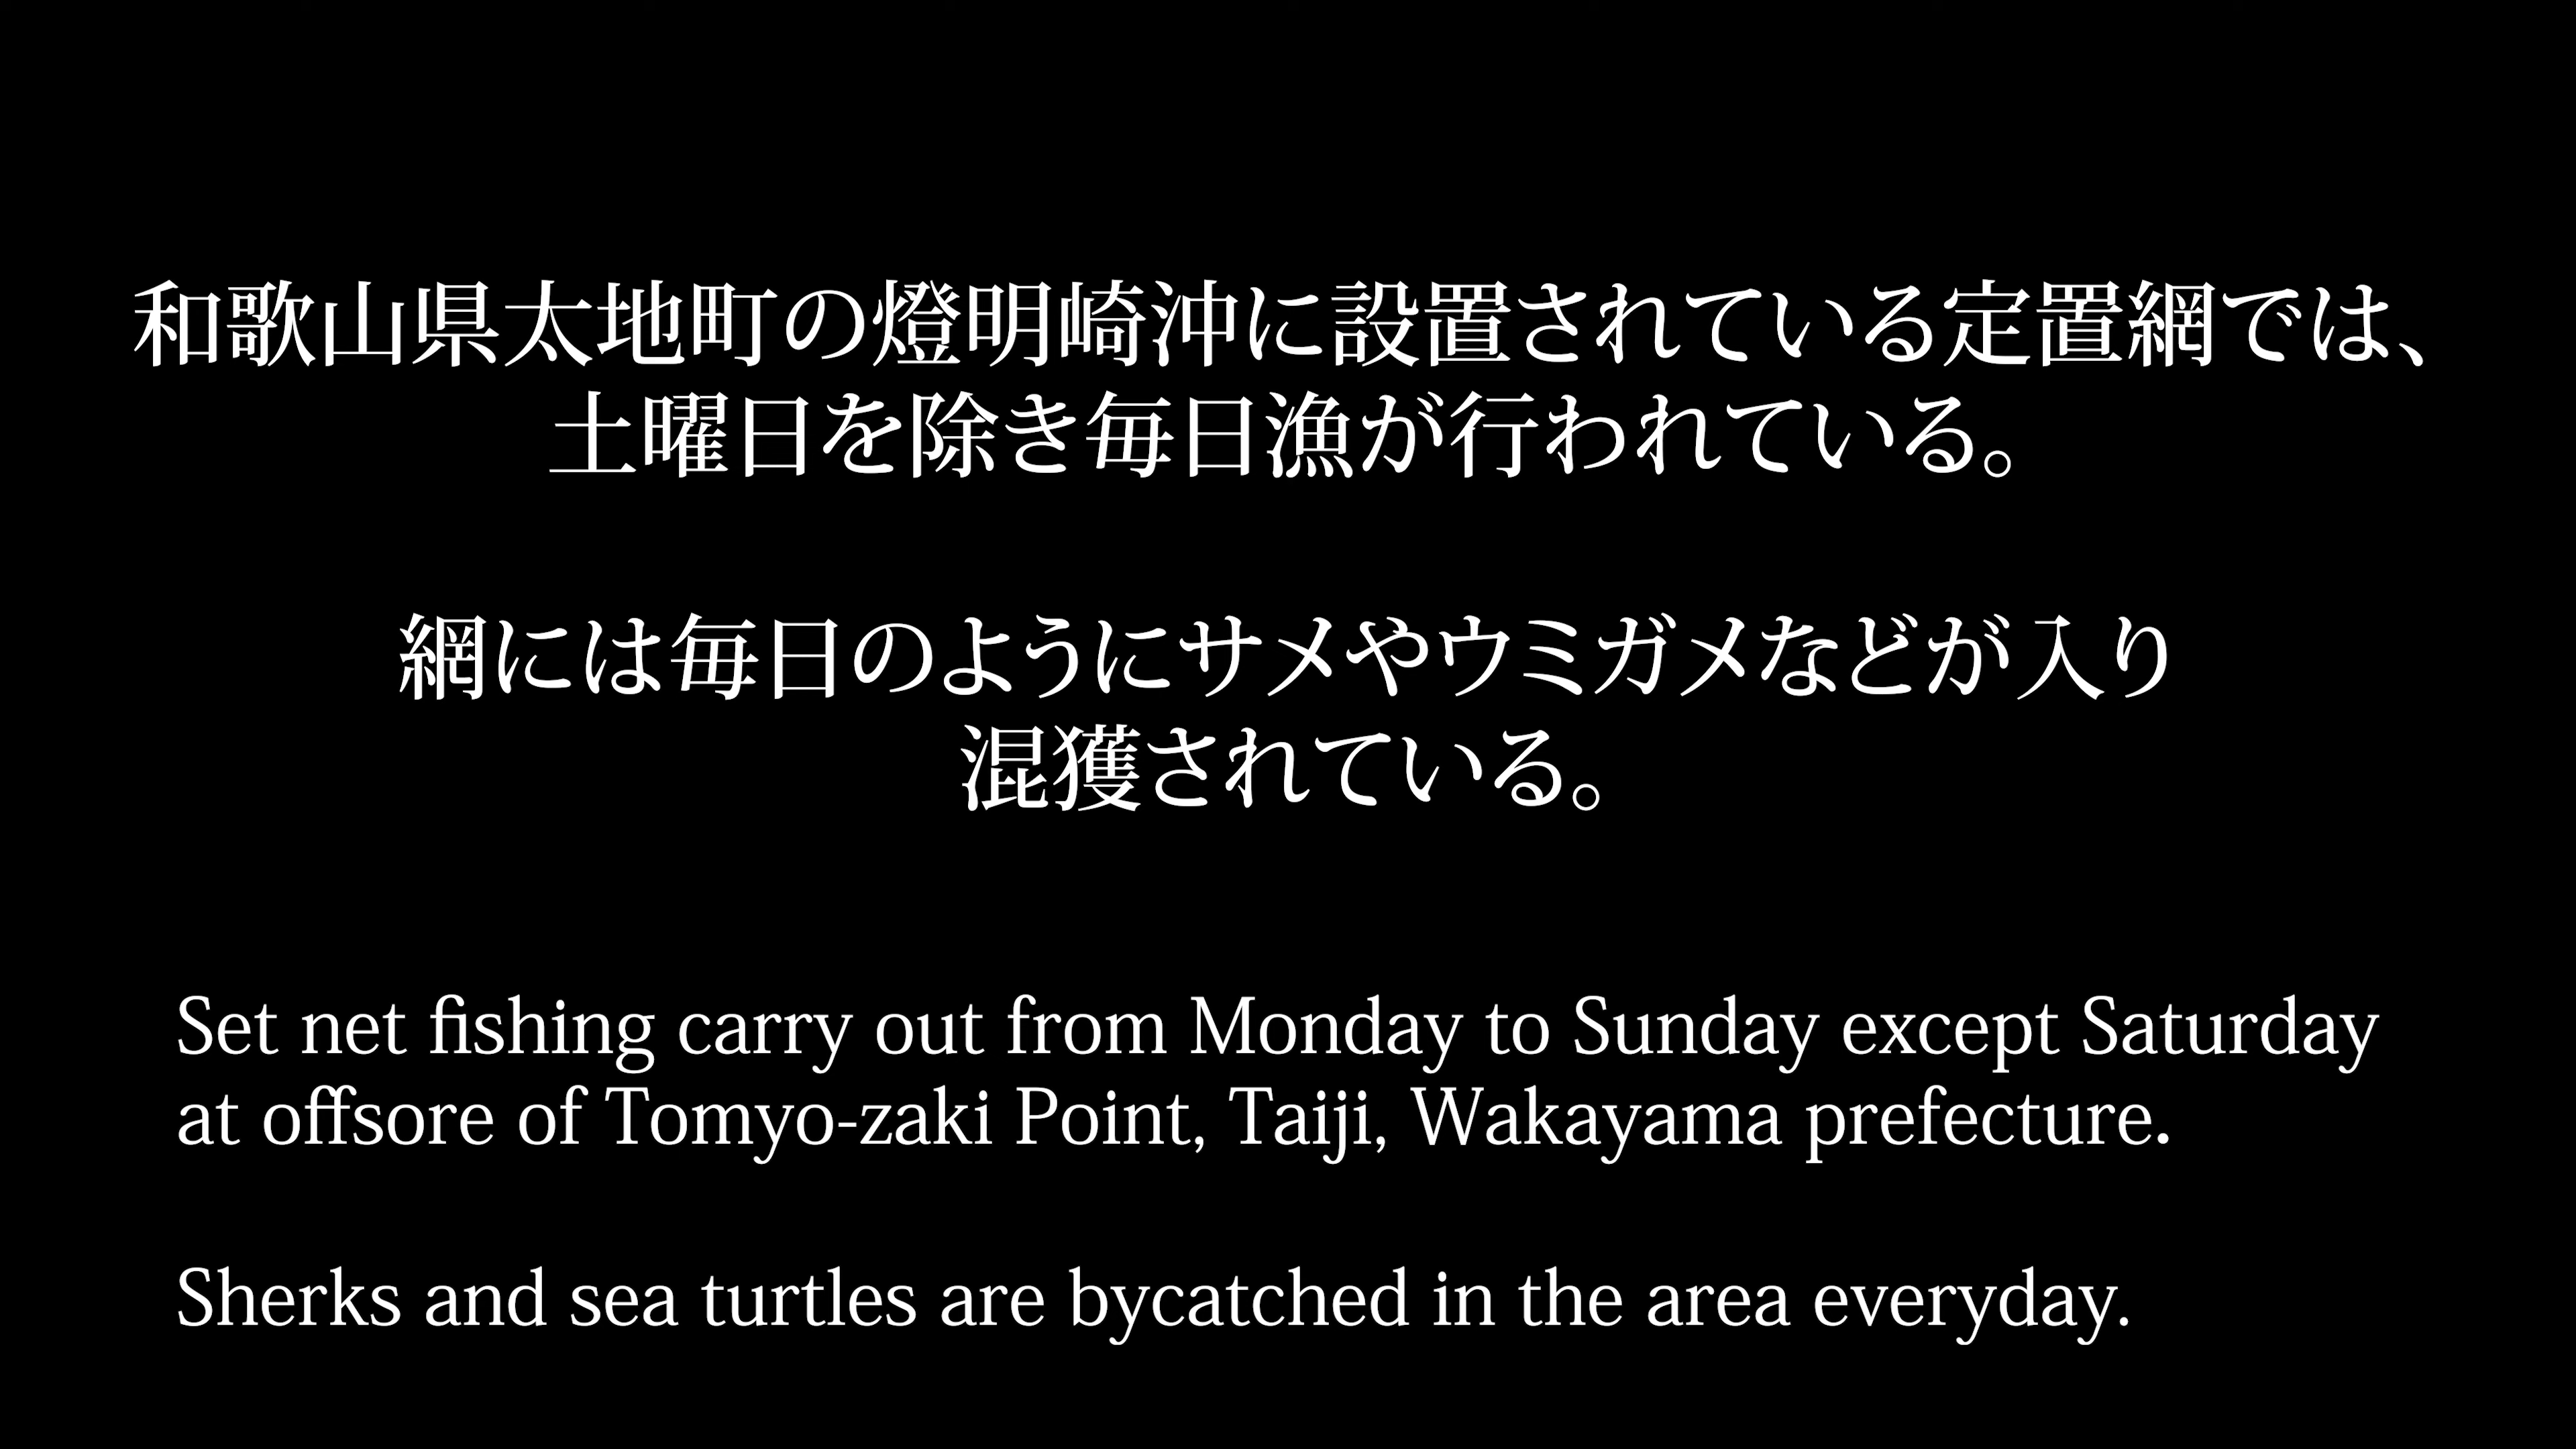 和歌山県太地町の燈明崎沖に設置されている定置網では、
土曜日を除き毎日漁が行われている。
網には毎日のようにサメやウミガメなどが入り
混獲されている。
Set net fishing carry out from Monday to Sunday except Saturday
at offsore of Tomyo-zaki Point, Taiji, Wakayama prefecture.
Sherks and sea turtles are bycatched in the area everyday.